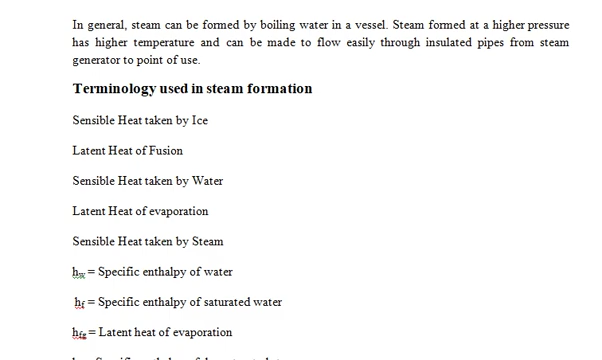 In general, steam can be formed by boiling water in a vessel. Steam formed at a higher pressure
has higher temperature and can be made to flow easily through insulated pipes from steam
generator to point of use.
Terminology used in steam formation
Sensible Heat taken by Ice
Latent Heat of Fusion
Sensible Heat taken by Water
Latent Heat of evaporation
Sensible Heat taken by Steam
hw = Specific enthalpy of water
hf = Specific enthalpy of saturated water
hfg = Latent heat of evaporation